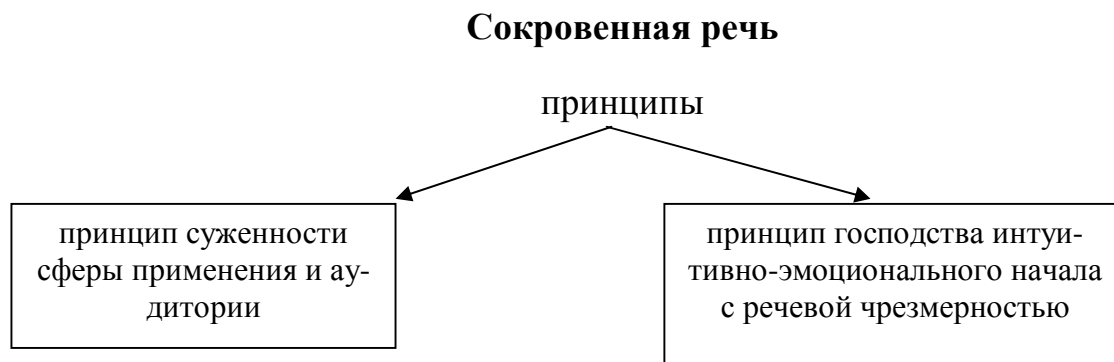 Сокровенная речь
принципы
принцип суженности
сферы применения и ау-
дитории
принцип господства интуи-
тивно-эмоционального начала
с речевой чрезмерностью